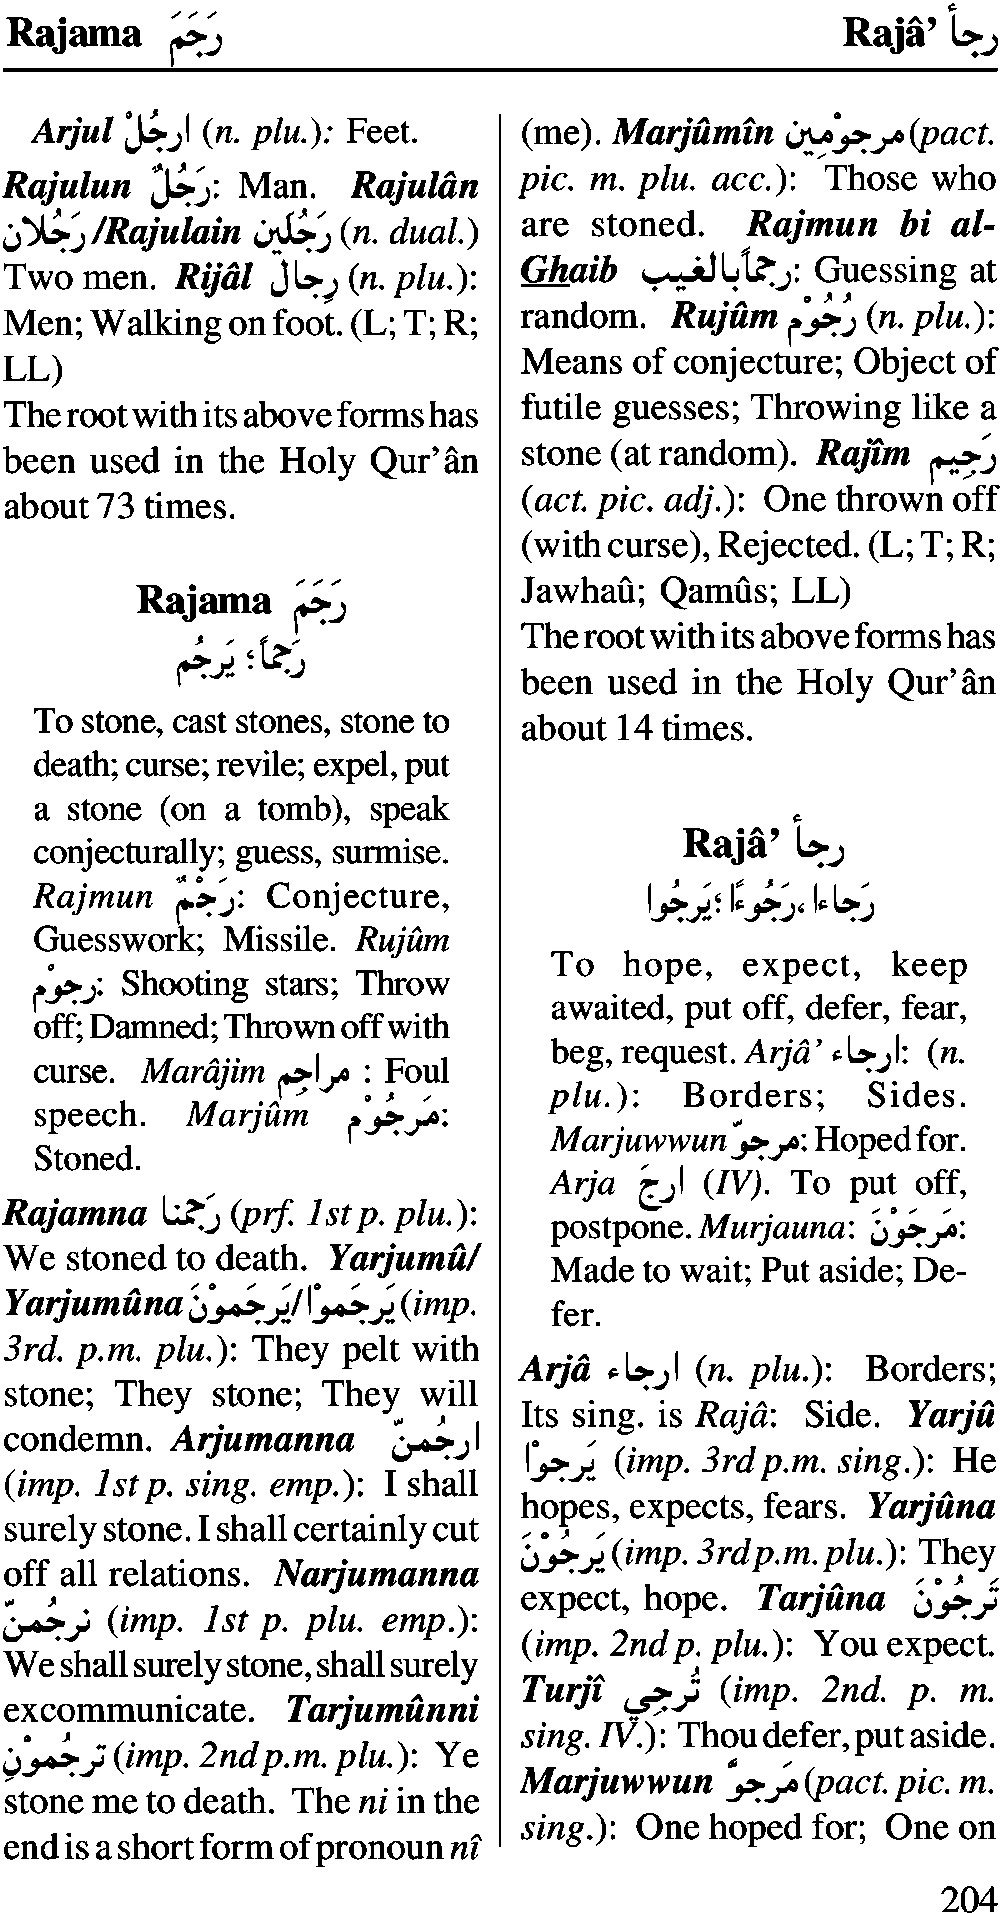 Rajama رَجَمَ
Rajâ’ رجأ
Arjul ارجُلْ (n. plu.): Feet.
Rajulun رَجُلٌ: Man. Rajulân
رَجُلان /Rajulain رَجُلَين (n. dual.)
Two men. Rijâl رِجال (n. plu.):
Men; Walking on foot. (L; T; R;
LL)
The root with its above forms has
been used in the Holy Qur’ân
about 73 times.
Rajama رَجَمَ
رَجماً؛ يَرجُم
To stone, cast stones, stone to
death; curse; revile; expel, put
a stone (on a tomb), speak
conjecturally; guess, surmise.
Rajmun رَجْمٌ: Conjecture,
Guesswork; Missile. Rujûm
رجوْم: Shooting stars; Throw
off; Damned; Thrown off with
curse. Marâjim مراجِم : Foul
speech. Marjûm مَرجُوْم:
Stoned.
Rajamna رَجَمْنا (prf. 1st p. plu.):
We stoned to death. Yarjumû/
Yarjumûna يَرجَموْا/يَرجَموْنَ (imp.
3rd. p.m. plu.): They pelt with
stone; They stone; They will
condemn. Arjumanna ارجُمنّ
(imp. 1st p. sing. emp.): I shall
surely stone. I shall certainly cut
off all relations. Narjumanna
نرجُمنّ (imp. 1st p. plu. emp.):
We shall surely stone, shall surely
excommunicate. Tarjumûnni
ترجُموْنِ (imp. 2nd p.m. plu.): Ye
stone me to death. The ni in the
end is a short form of pronoun nî
(me). Marjûmîn مرجوْمِين (pact.
pic. m. plu. acc.): Those who
are stoned. Rajmun bi al-
Ghaib رجماًبالغيب: Guessing at
random. Rujûm رُجُوْم (n. plu.):
Means of conjecture; Object of
futile guesses; Throwing like a
stone (at random). Rajîm رَجِيم
(act. pic. adj.): One thrown off
(with curse), Rejected. (L; T; R;
Jawhaû; Qamûs; LL)
The root with its above forms has
been used in the Holy Qur’ân
about 14 times.
Rajâ’ رجأ
رَجاءا ،رَجُوءًا ؛يَرجُوا
To hope, expect, keep
awaited, put off, defer, fear,
beg, request. Arjâ’ ارجاء: (n.
plu.): Borders; Sides.
Marjuwwun مرجوّ: Hoped for.
Arja ارجَ (IV). To put off,
postpone. Murjauna: مَرجَوْنَ:
Made to wait; Put aside; De-
fer.
Arjâ ارجاء (n. plu.): Borders;
Its sing. is Rajâ: Side. Yarjû
يَرجوْا (imp. 3rd p.m. sing.): He
hopes, expects, fears. Yarjûna
يَرجُوْنَ (imp. 3rd p.m. plu.): They
expect, hope. Tarjûna تَرجُوْنَ
(imp. 2nd p. plu.): You expect.
Turjî تُرجِي (imp. 2nd. p. m.
sing. IV.): Thou defer, put aside.
Marjuwwun مَرجوّ (pact. pic. m.
sing.): One hoped for; One on
204